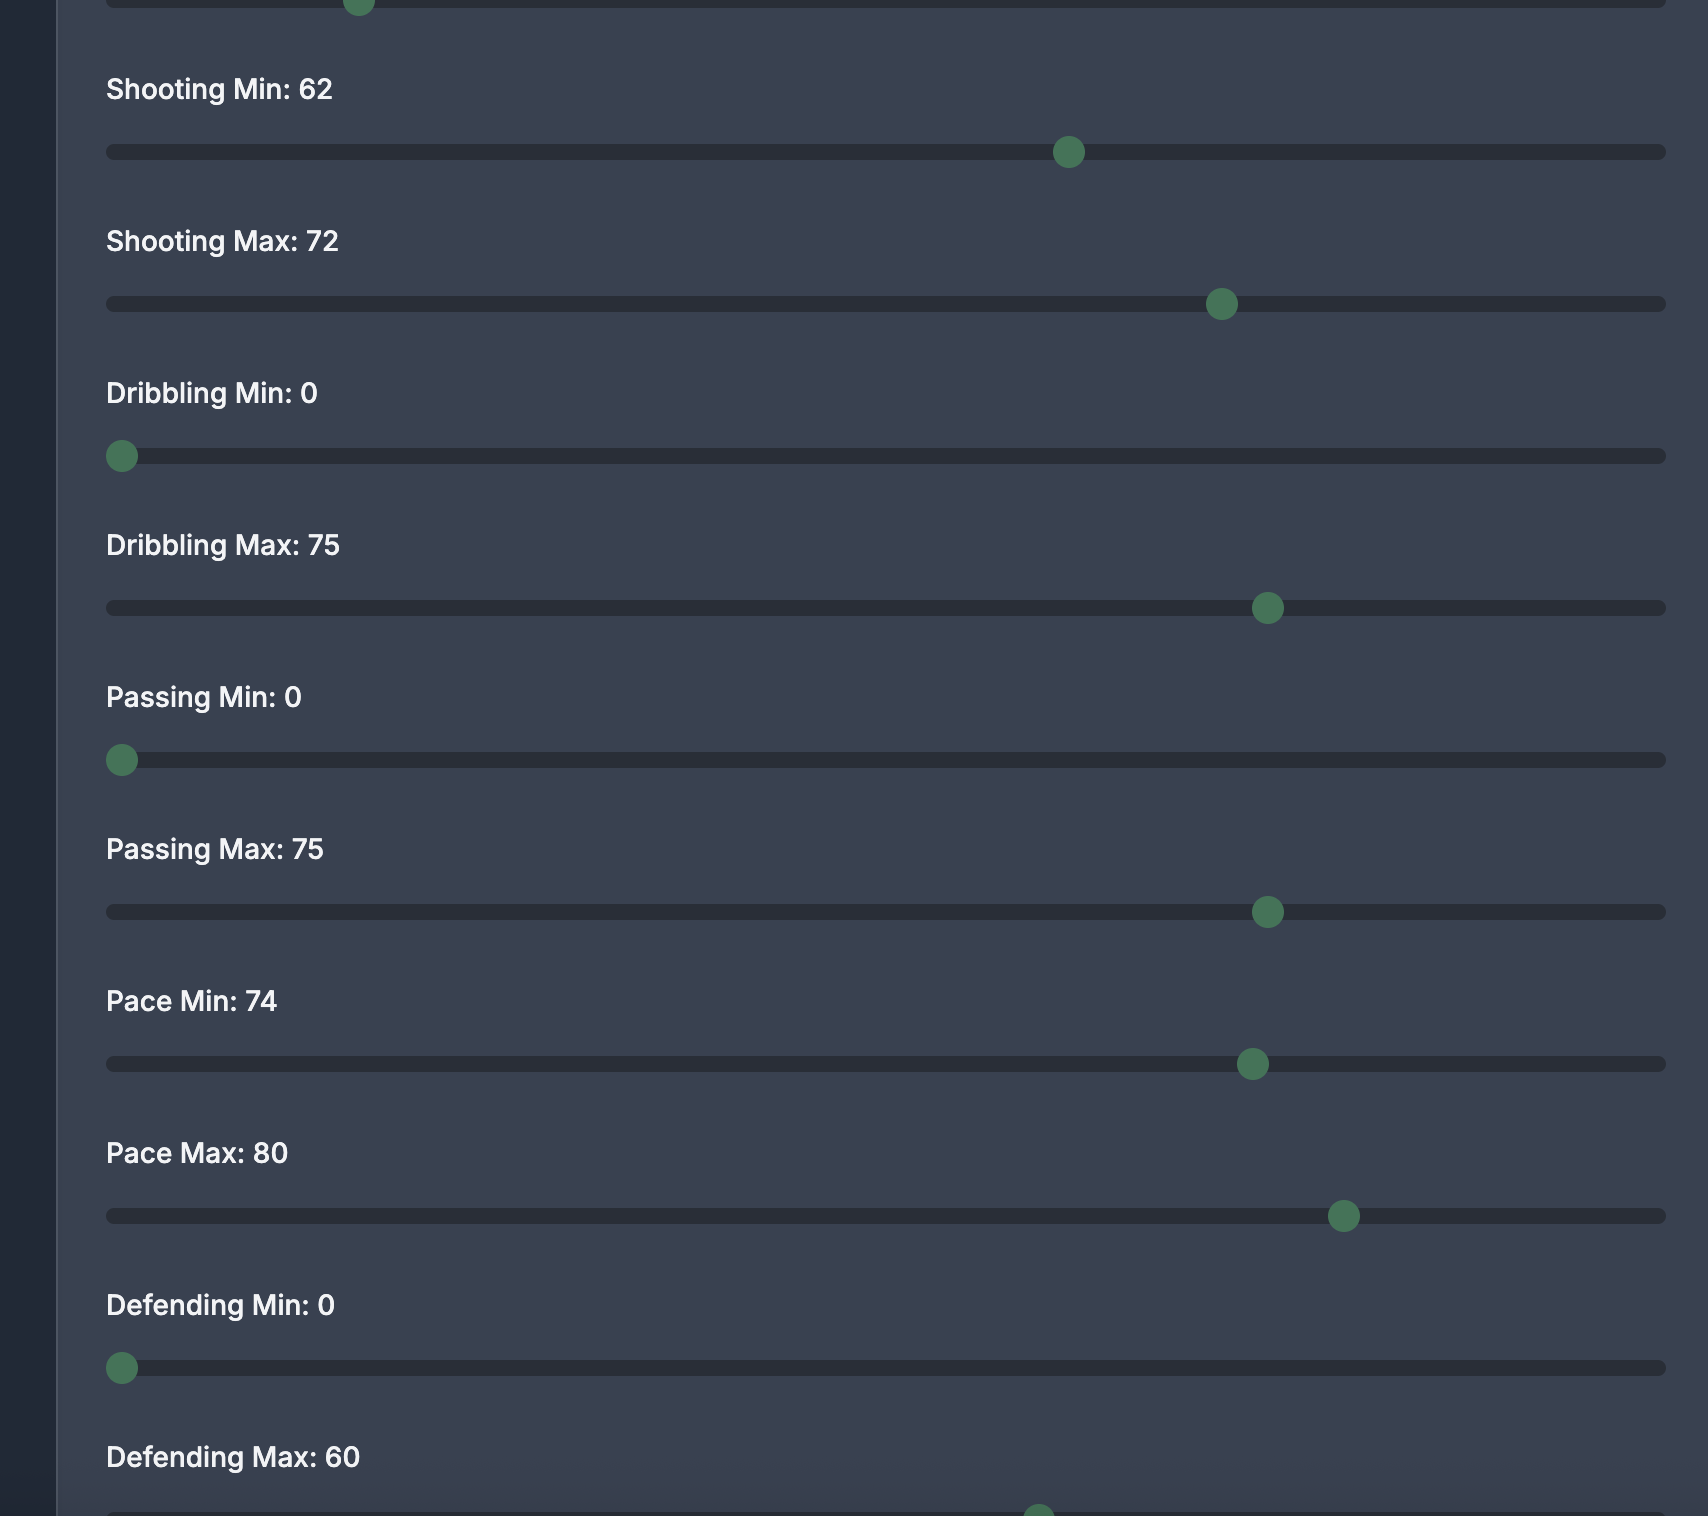 Shooting Min: 62
Shooting Max: 72
Dribbling Min: 0
Dribbling Max: 75
Passing Min: 0
Passing Max: 75
Pace Min: 74
Pace Max: 80
Defending Min: 0
Defending Max: 60